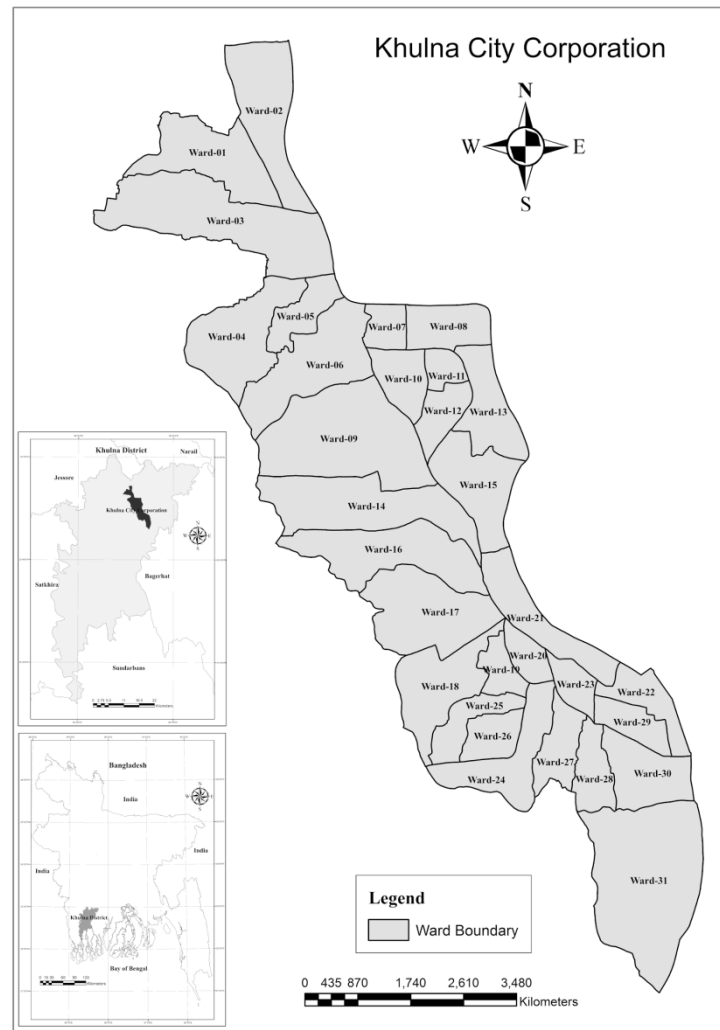 Khulna City Corporation
N
W E
S
Ward-02
Ward-01
Ward-03
Ward-05
Ward-04
Ward-07
Ward-08
Ward-06
Ward-10
Ward-11
Ward-12
Ward-13
Ward-09
Ward-15
Ward-14
Ward-16
Ward-17
Ward-21
Ward-20
Ward-19
Ward-18
Ward-23
Ward-22
Ward-25
Ward-29
Ward-26
Ward-27
Ward-24
Ward-28
Ward-30
Ward-31
Khulna District
Narail
Jessore
Khulna City Corporation
N
W E
S
Satkhira
Bagerhat
Sundarbans
Kilometers
Bangladesh
India
N
W E
S
India
India
Khulna District
Bay of Bengal
Kilometers
Legend
Ward Boundary
0 435 870 1,740 2,610 3,480
Kilometers